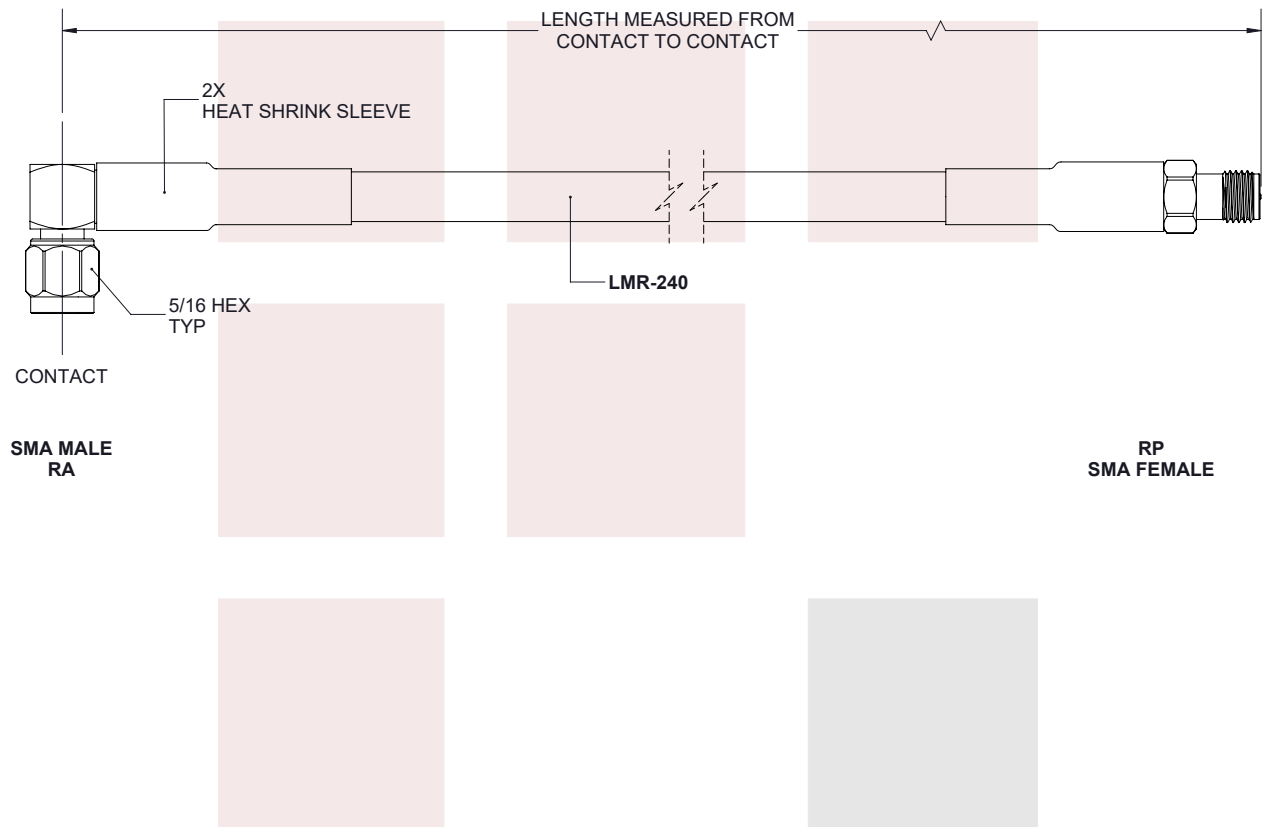 LENGTH MEASURED FROM
CONTACT TO CONTACT
2X
HEAT SHRINK SLEEVE
LMR-240
5/16 HEX
TYP
CONTACT
SMA MALE
RA
RP
SMA FEMALE